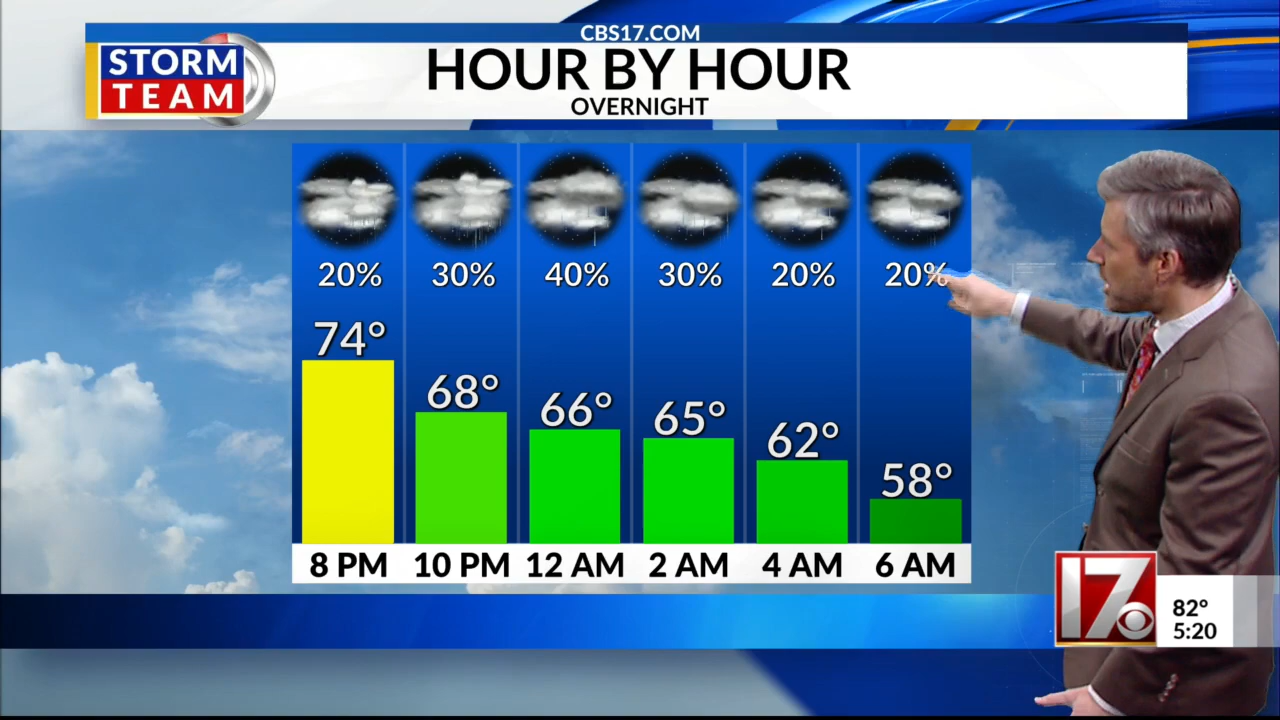 CBS17.COM
STORM
TEAM
HOUR BY HOUR
OVERNIGHT
20% 30% 40% 30% 20% 20%
74° 68° 66° 65° 62° 58°
8 PM 10 PM 12 AM 2 AM 4 AM 6 AM
17
82°
5:20